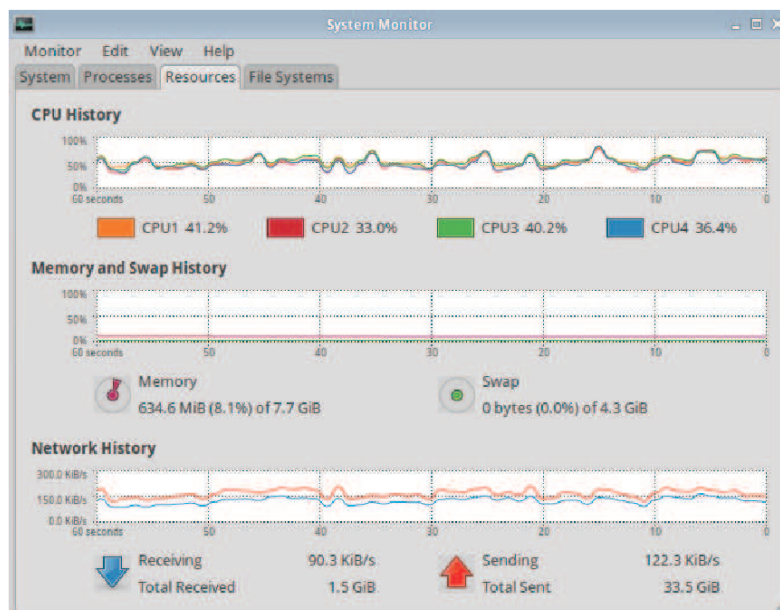 System Monitor
Monitor Edit View Help
System Processes Resources File Systems
CPU History
100%
50%
0%
60 seconds 50 40 30 20 10 0
CPU1 41.2% CPU2 33.0% CPU3 40.2% CPU4 36.4%
Memory and Swap History
100%
50%
0%
60 seconds 50 40 30 20 10 0
Memory Swap
634.6 MiB (8.1%) of 7.7 GiB 0 bytes (0.0%) of 4.3 GiB
Network History
300.0 KiB/s
150.0 KiB/s
0.0 KiB/s
60 seconds 50 40 30 20 10 0
Receiving 90.3 KiB/s Sending 122.3 KiB/s
Total Received 1.5 GiB Total Sent 33.5 GiB